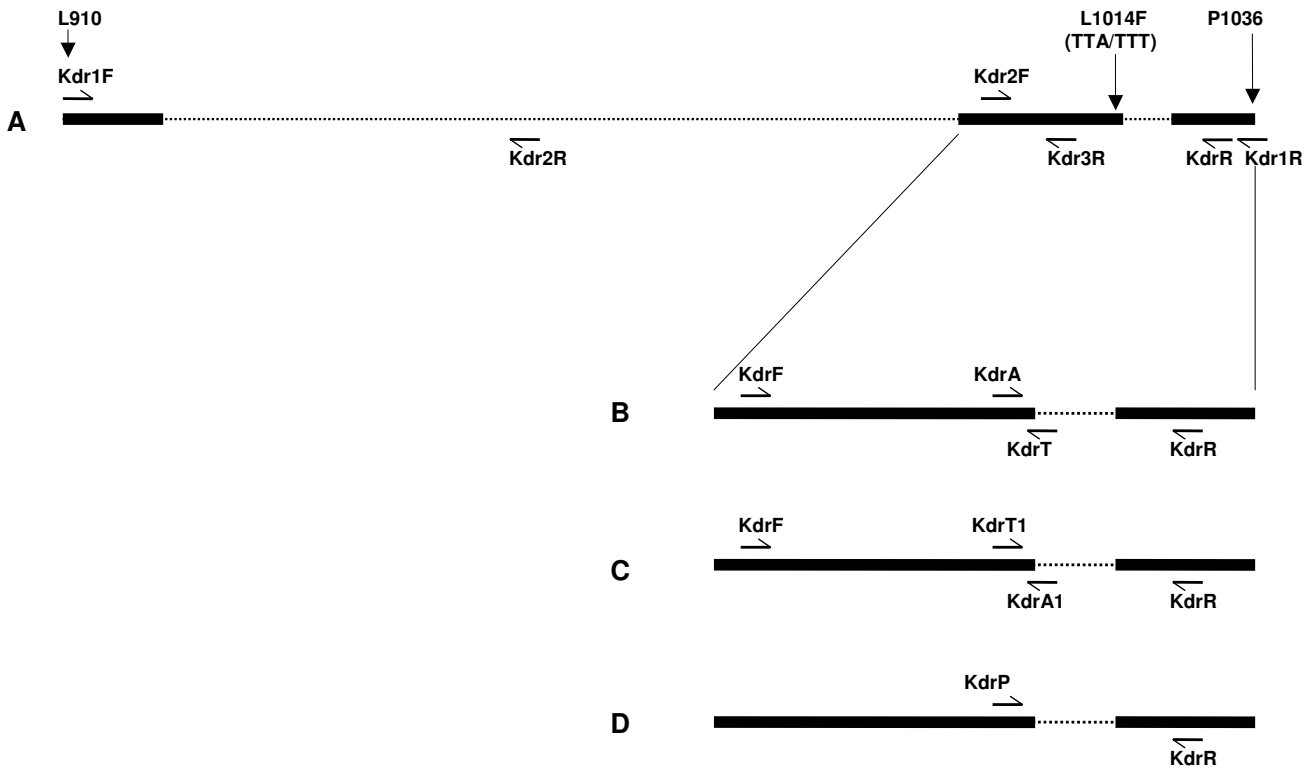 L910
L1014F
(TTA/TTT)
P1036
Kdr1F
Kdr2F
A
Kdr2R
Kdr3R
KdrR
Kdr1R
KdrF
KdrA
B
KdrT
KdrR
KdrF
KdrT1
C
KdrA1
KdrR
KdrP
D
KdrR